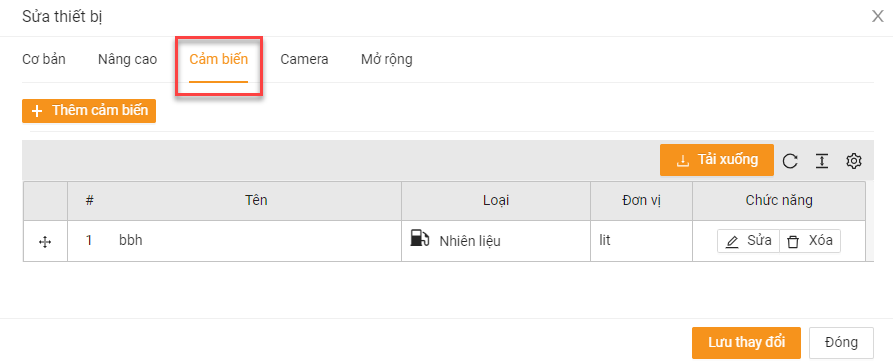 Sửa thiết bị
Cơ bản Nâng cao Cảm biến Camera Mở rộng
Thêm cảm biến
Tải xuống
# Tên Loại Đơn vị Chức năng
1 bbh Nhiên liệu lit Sửa Xóa
Lưu thay đổi Đóng